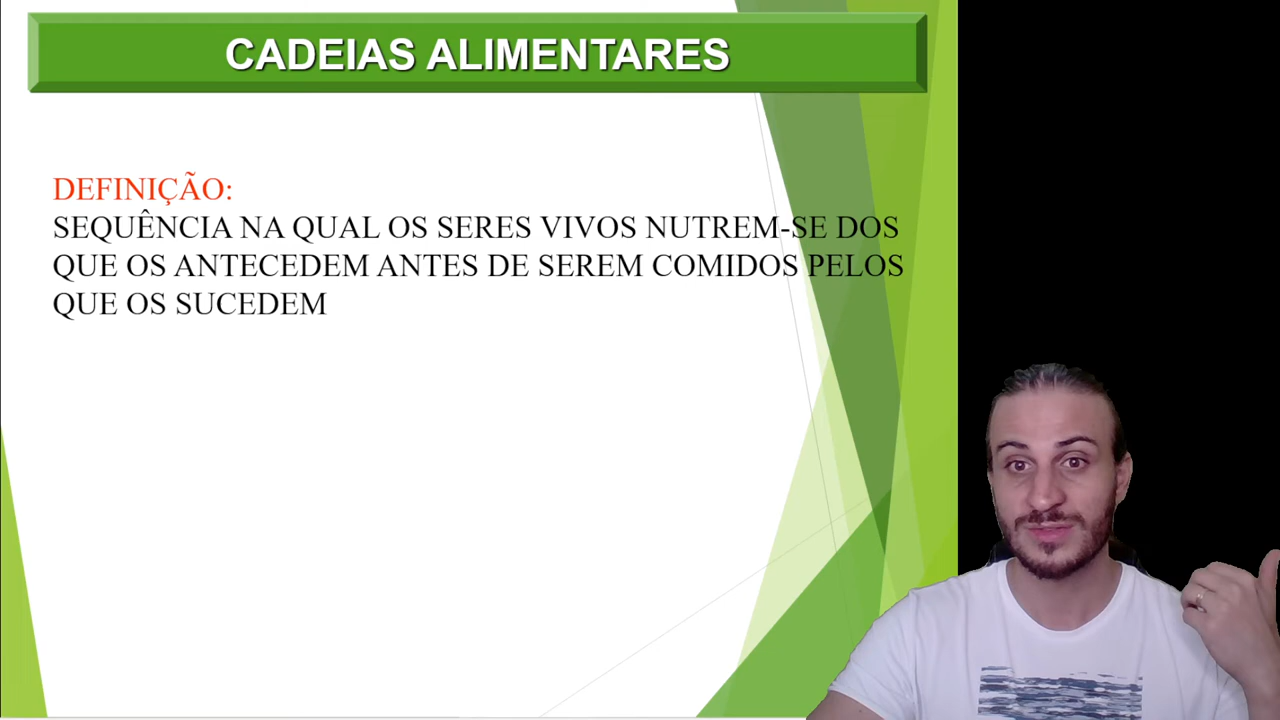 CADEIAS ALIMENTARES
DEFINIÇÃO:
SEQUÊNCIA NA QUAL OS SERES VIVOS NUTREM-SE DOS
QUE OS ANTECEDEM ANTES DE SEREM COMIDOS PELOS
QUE OS SUCEDEM